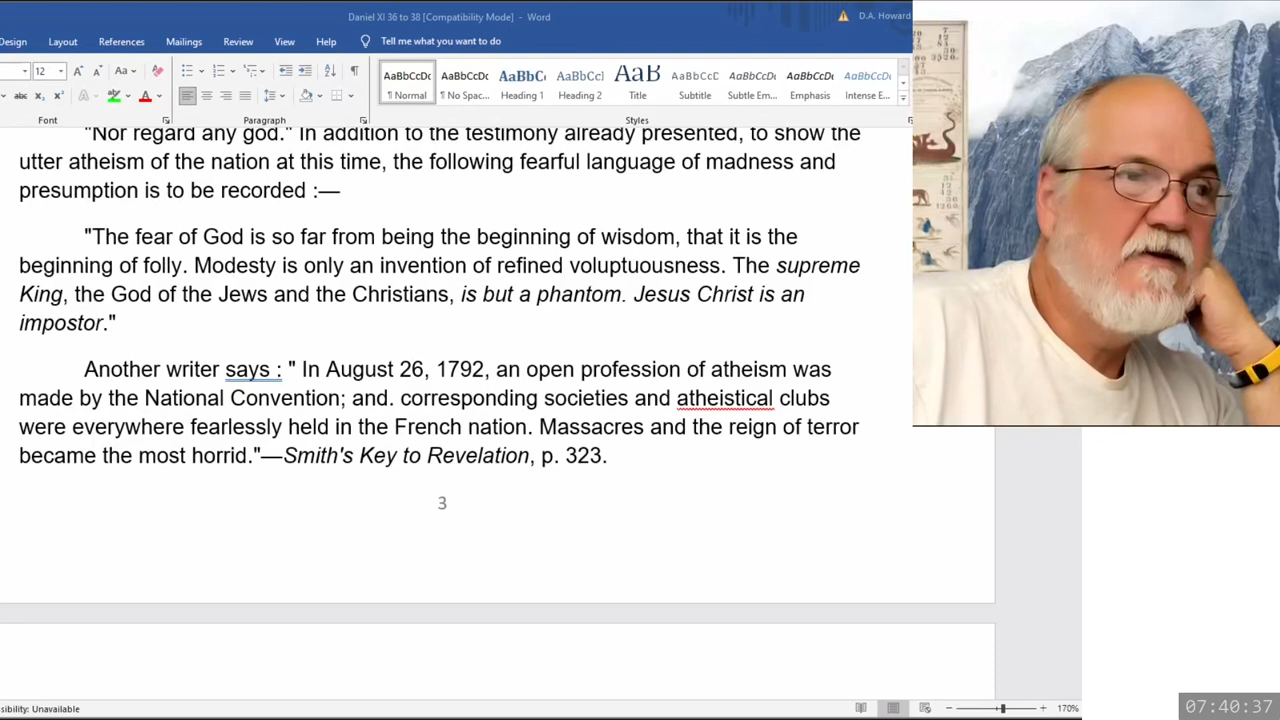 Daniel XI 36 to 38 [Compatibility Mode] - Word
D.A. Howard
Design Layout References Mailings Review View Help Tell me what you want to do
12 Aa
AaBbCcDc AaBbCcDc AaBbC AaBbCcI AaB AaBbCcD AaBbCcDc AaBbCcDc AaBbCcDc
abc ¶ Normal ¶ No Spac... Heading 1 Heading 2 Title Subtitle Subtle Em... Emphasis Intense E...
Font Paragraph Styles
"Nor regard any god." In addition to the testimony already presented, to show the
utter atheism of the nation at this time, the following fearful language of madness and
presumption is to be recorded :—
"The fear of God is so far from being the beginning of wisdom, that it is the
beginning of folly. Modesty is only an invention of refined voluptuousness. The supreme
King, the God of the Jews and the Christians, is but a phantom. Jesus Christ is an
impostor."
Another writer says : " In August 26, 1792, an open profession of atheism was
made by the National Convention; and. corresponding societies and atheistical clubs
were everywhere fearlessly held in the French nation. Massacres and the reign of terror
became the most horrid."—Smith's Key to Revelation, p. 323.
3
sibility: Unavailable
170%
07:40:37